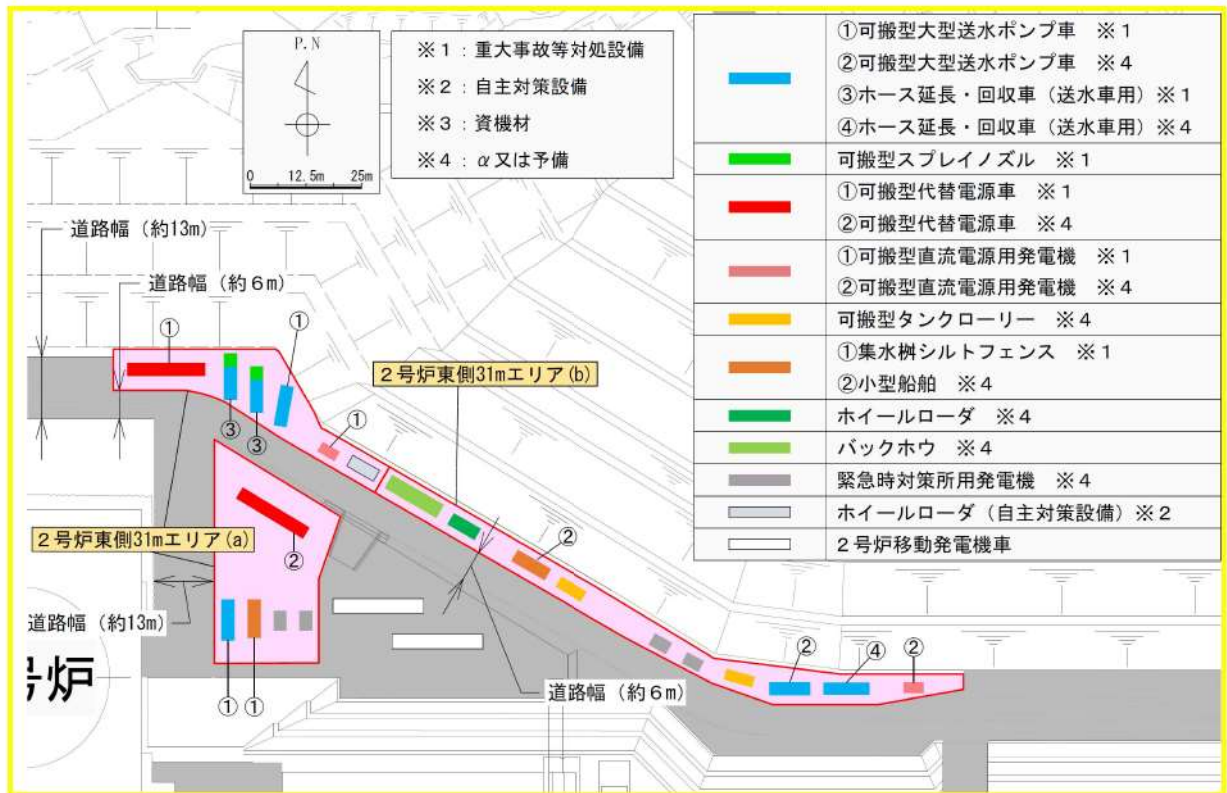 P.N
0 12.5m 25m
※1：重大事故等対処設備
※2：自主対策設備
※3：資機材
※4：α又は予備
①可搬型大型送水ポンプ車 ※1
②可搬型大型送水ポンプ車 ※4
③ホース延長・回収車（送水車用）※1
④ホース延長・回収車（送水車用）※4
可搬型スプレイノズル ※1
①可搬型代替電源車 ※1
②可搬型代替電源車 ※4
①可搬型直流電源用発電機 ※1
②可搬型直流電源用発電機 ※4
可搬型タンクローリー ※4
①集水桝シルトフェンス ※1
②小型船舶 ※4
ホイールローダ ※4
バックホウ ※4
緊急時対策所用発電機 ※4
ホイールローダ（自主対策設備）※2
２号炉移動発電機車
道路幅（約13m）
道路幅（約６m）
①
①
③
③
２号炉東側31mエリア(b)
①
②
２号炉東側31mエリア(a)
②
道路幅（約13m）
号炉
①
①
道路幅（約６m）
②
④
②